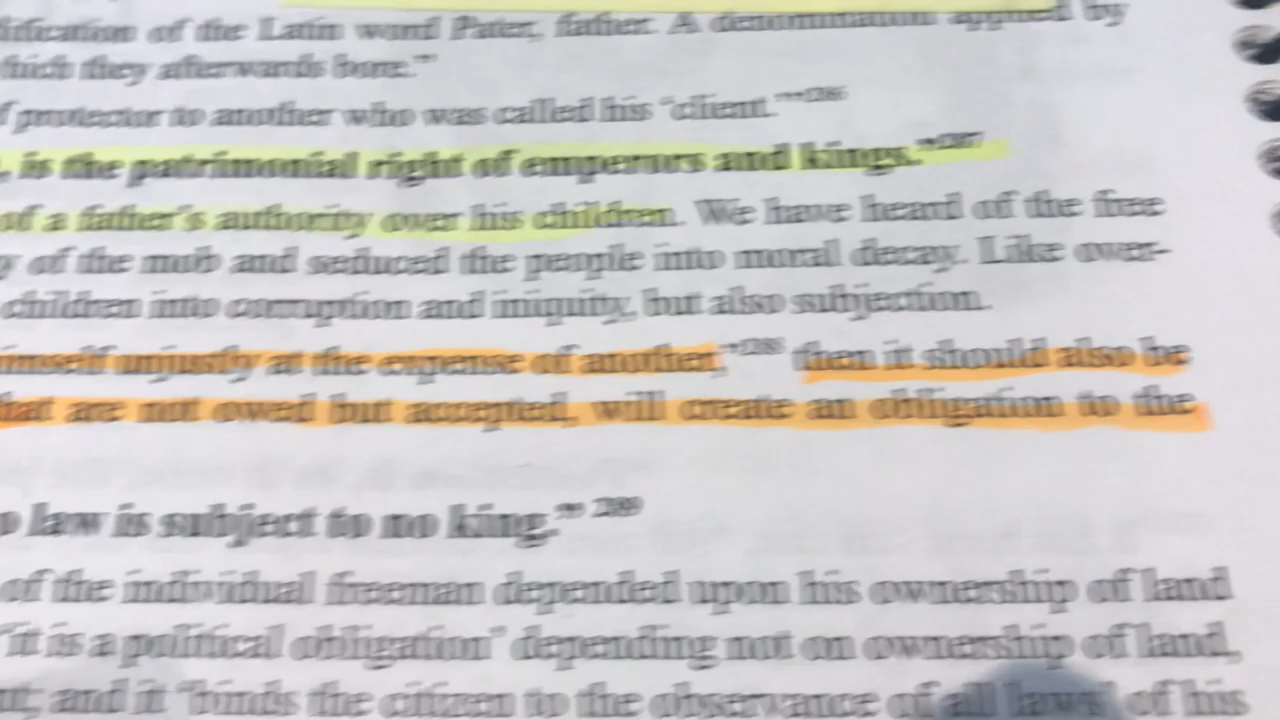 of the Latin word Pater, father. A denomination applied by
which they afterwards bore."
f protector to another who was called his "client.""286
, is the patrimonial right of emperors and kings."287
of a father's authority over his children. We have heard of the free
y of the mob and seduced the people into moral decay. Like over-
children into corruption and iniquity, but also subjection.
imself unjustly at the expense of another,"288 then it should also be
hat are not owed but accepted, will create an obligation to the
o law is subject to no king."" 289
of the individual freeman depended upon his ownership of land
"it is a political obligation" depending not on ownership of land,
nt; and it "binds the citizen to the observance of all laws" of his